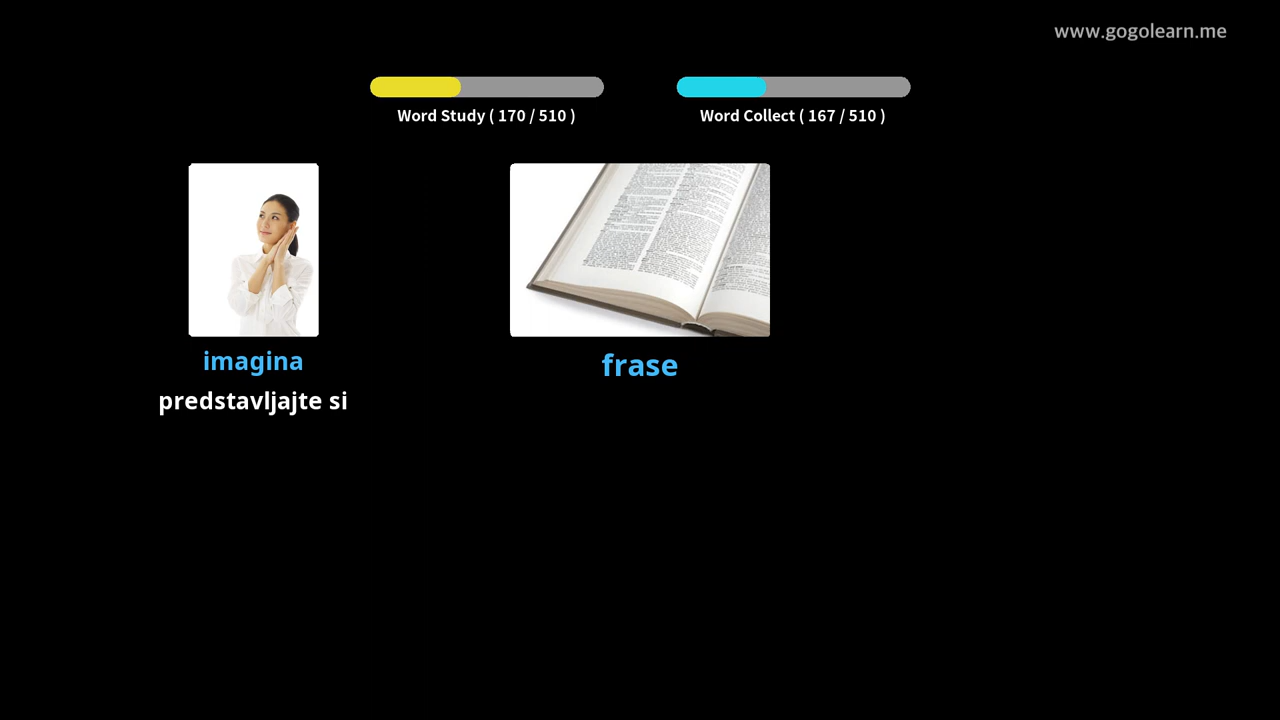 www.gogolearn.me
Word Study ( 170 / 510 )
Word Collect ( 167 / 510 )
imagina
predstavljajte si
frase